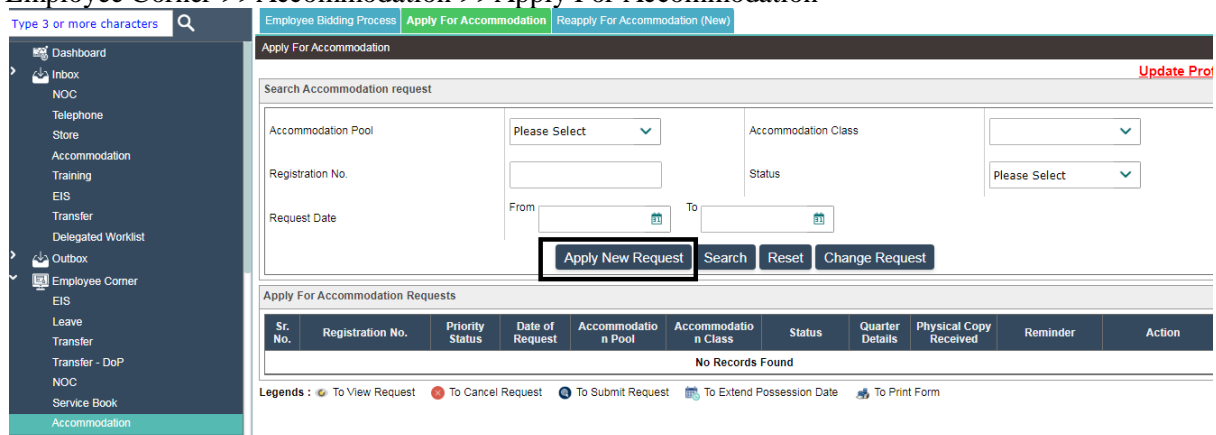 Employee Corner >> Accommodation >> Apply For Accommodation
Type 3 or more characters
Employee Bidding Process Apply For Accommodation Reapply For Accommodation (New)
Dashboard
Inbox
NOC
Telephone
Store
Accommodation
Training
EIS
Transfer
Delegated Worklist
Outbox
Employee Corner
EIS
Leave
Transfer
Transfer - DoP
NOC
Service Book
Accommodation
Apply For Accommodation
Update Prof
Search Accommodation request
Accommodation Pool Please Select Accommodation Class
Registration No. Status Please Select
Request Date From To
Apply New Request Search Reset Change Request
Apply For Accommodation Requests
Sr. No. Registration No. Priority Status Date of Request Accommodatio n Pool Accommodatio n Class Status Quarter Details Physical Copy Received Reminder Action
No Records Found
Legends : To View Request To Cancel Request To Submit Request To Extend Possession Date To Print Form